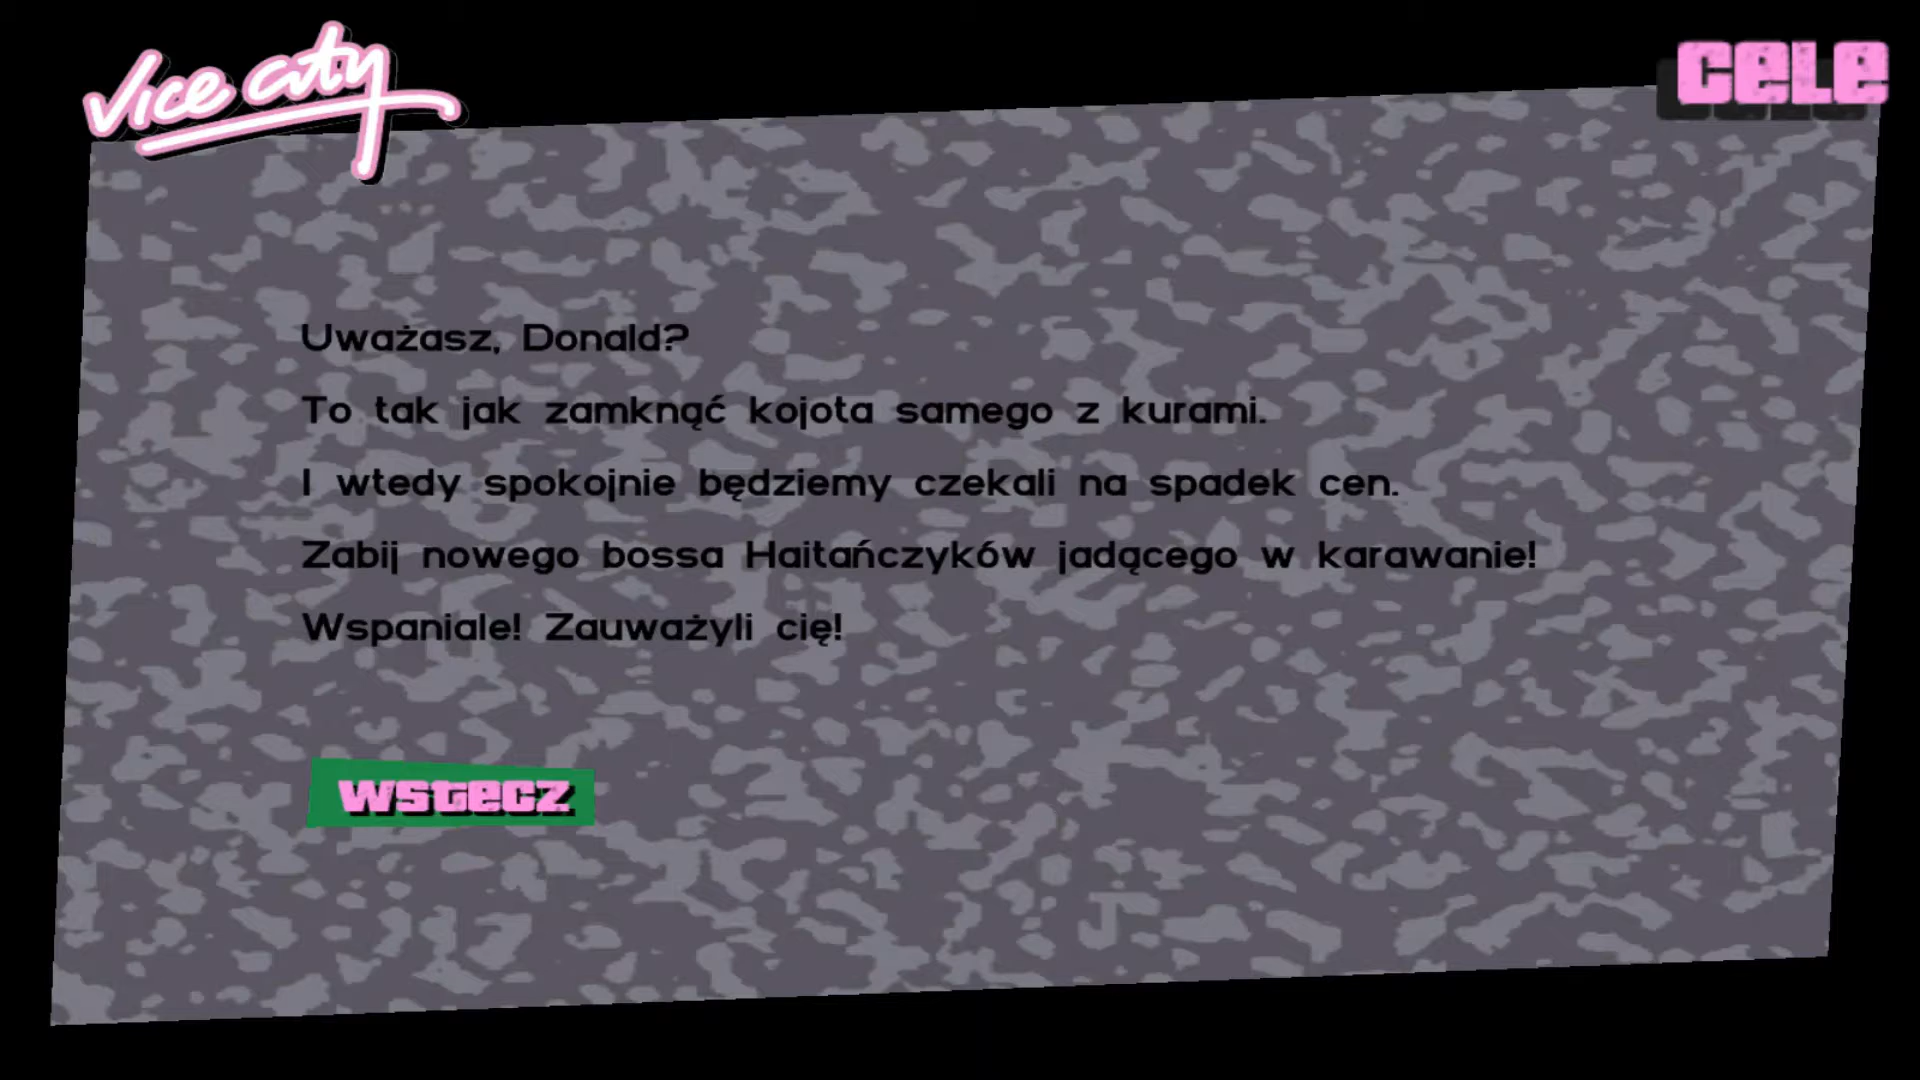 Vice City
CELE
Uważasz, Donald?
To tak jak zamknąć kojota samego z kurami.
I wtedy spokojnie będziemy czekali na spadek cen.
Zabij nowego bossa Haitańczyków jadącego w karawanie!
Wspaniale! Zauważyli cię!
WSTECZ